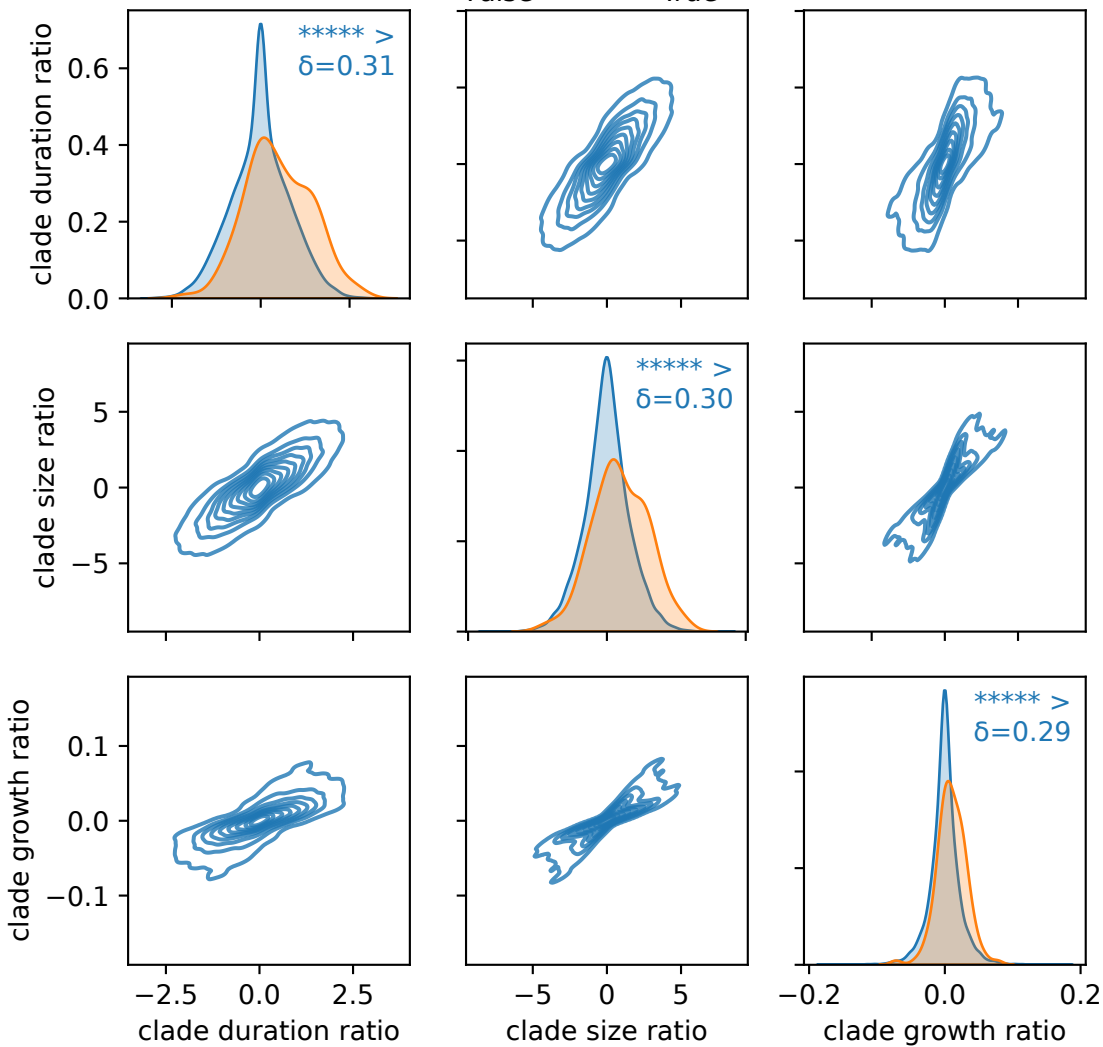 ***** >
δ=0.31
clade duration ratio
0.6
0.4
0.2
0.0
***** >
δ=0.30
clade size ratio
5
0
−5
***** >
δ=0.29
clade growth ratio
0.1
0.0
−0.1
−2.5 0.0 2.5 −5 0 5 −0.2 0.0 0.2
clade duration ratio clade size ratio clade growth ratio